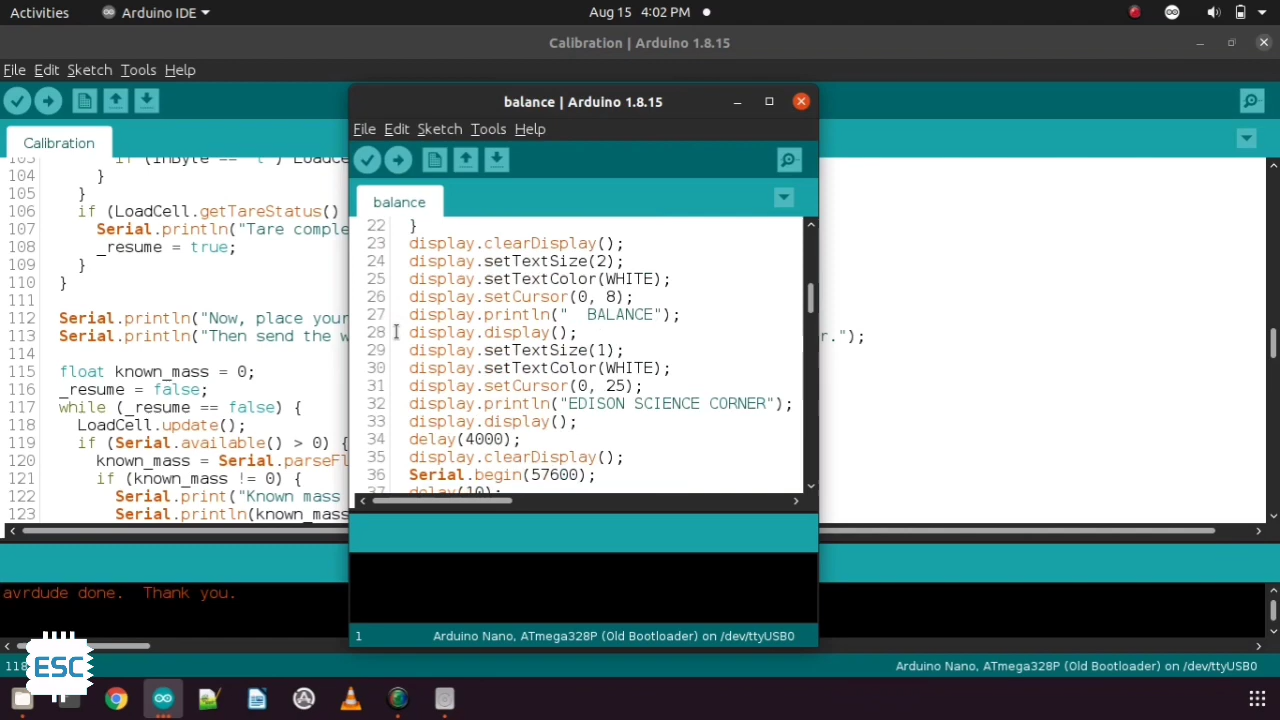 Activities
Arduino IDE
Aug 15 4:02 PM
Calibration | Arduino 1.8.15
File Edit Sketch Tools Help
Calibration
103 if (inByte == 't') LoadC
104 }
105 }
106 if (LoadCell.getTareStatus()
107 Serial.println("Tare comple
108 _resume = true;
109 }
110 }
111
112 Serial.println("Now, place your
113 Serial.println("Then send the w
r.");
114
115 float known_mass = 0;
116 _resume = false;
117 while (_resume == false) {
118 LoadCell.update();
119 if (Serial.available() > 0) {
120 known_mass = Serial.parseFl
121 if (known_mass != 0) {
122 Serial.print("Known mass
123 Serial.println(known_mass
avrdude done.  Thank you.
118
Arduino Nano, ATmega328P (Old Bootloader) on /dev/ttyUSB0
balance | Arduino 1.8.15
File Edit Sketch Tools Help
balance
22 }
23 display.clearDisplay();
24 display.setTextSize(2);
25 display.setTextColor(WHITE);
26 display.setCursor(0, 8);
27 display.println("  BALANCE");
28 display.display();
29 display.setTextSize(1);
30 display.setTextColor(WHITE);
31 display.setCursor(0, 25);
32 display.println("EDISON SCIENCE CORNER");
33 display.display();
34 delay(4000);
35 display.clearDisplay();
36 Serial.begin(57600);
37 delay(10);
1
Arduino Nano, ATmega328P (Old Bootloader) on /dev/ttyUSB0
ESC